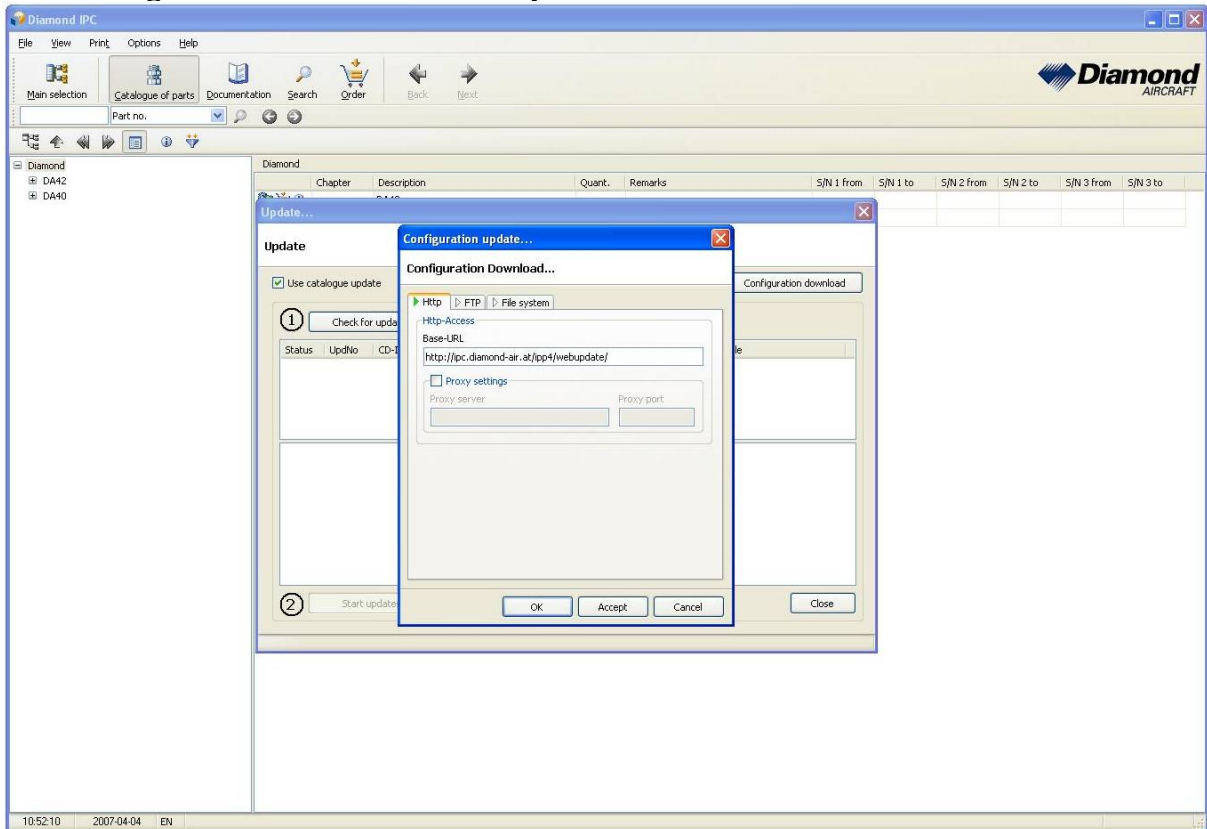 Diamond IPC
File View Print Options Help
Main selection Catalogue of parts Documentation Search Order Back Next
Diamond
AIRCRAFT
Part no.
Diamond
DA42
DA40
Diamond
Chapter Description Quant. Remarks S/N 1 from S/N 1 to S/N 2 from S/N 2 to S/N 3 from S/N 3 to
Update...
Update
Use catalogue update
Configuration download
1 Check for
Status UpdNo
2 Start update
Close
Configuration update...
Configuration Download...
Http FTP File system
Http-Access
Base-URL
http://ipc.diamond-air.at/ipp4/webupdate/
Proxy settings
Proxy server Proxy port
OK Accept Cancel
10:52:10 2007-04-04 EN